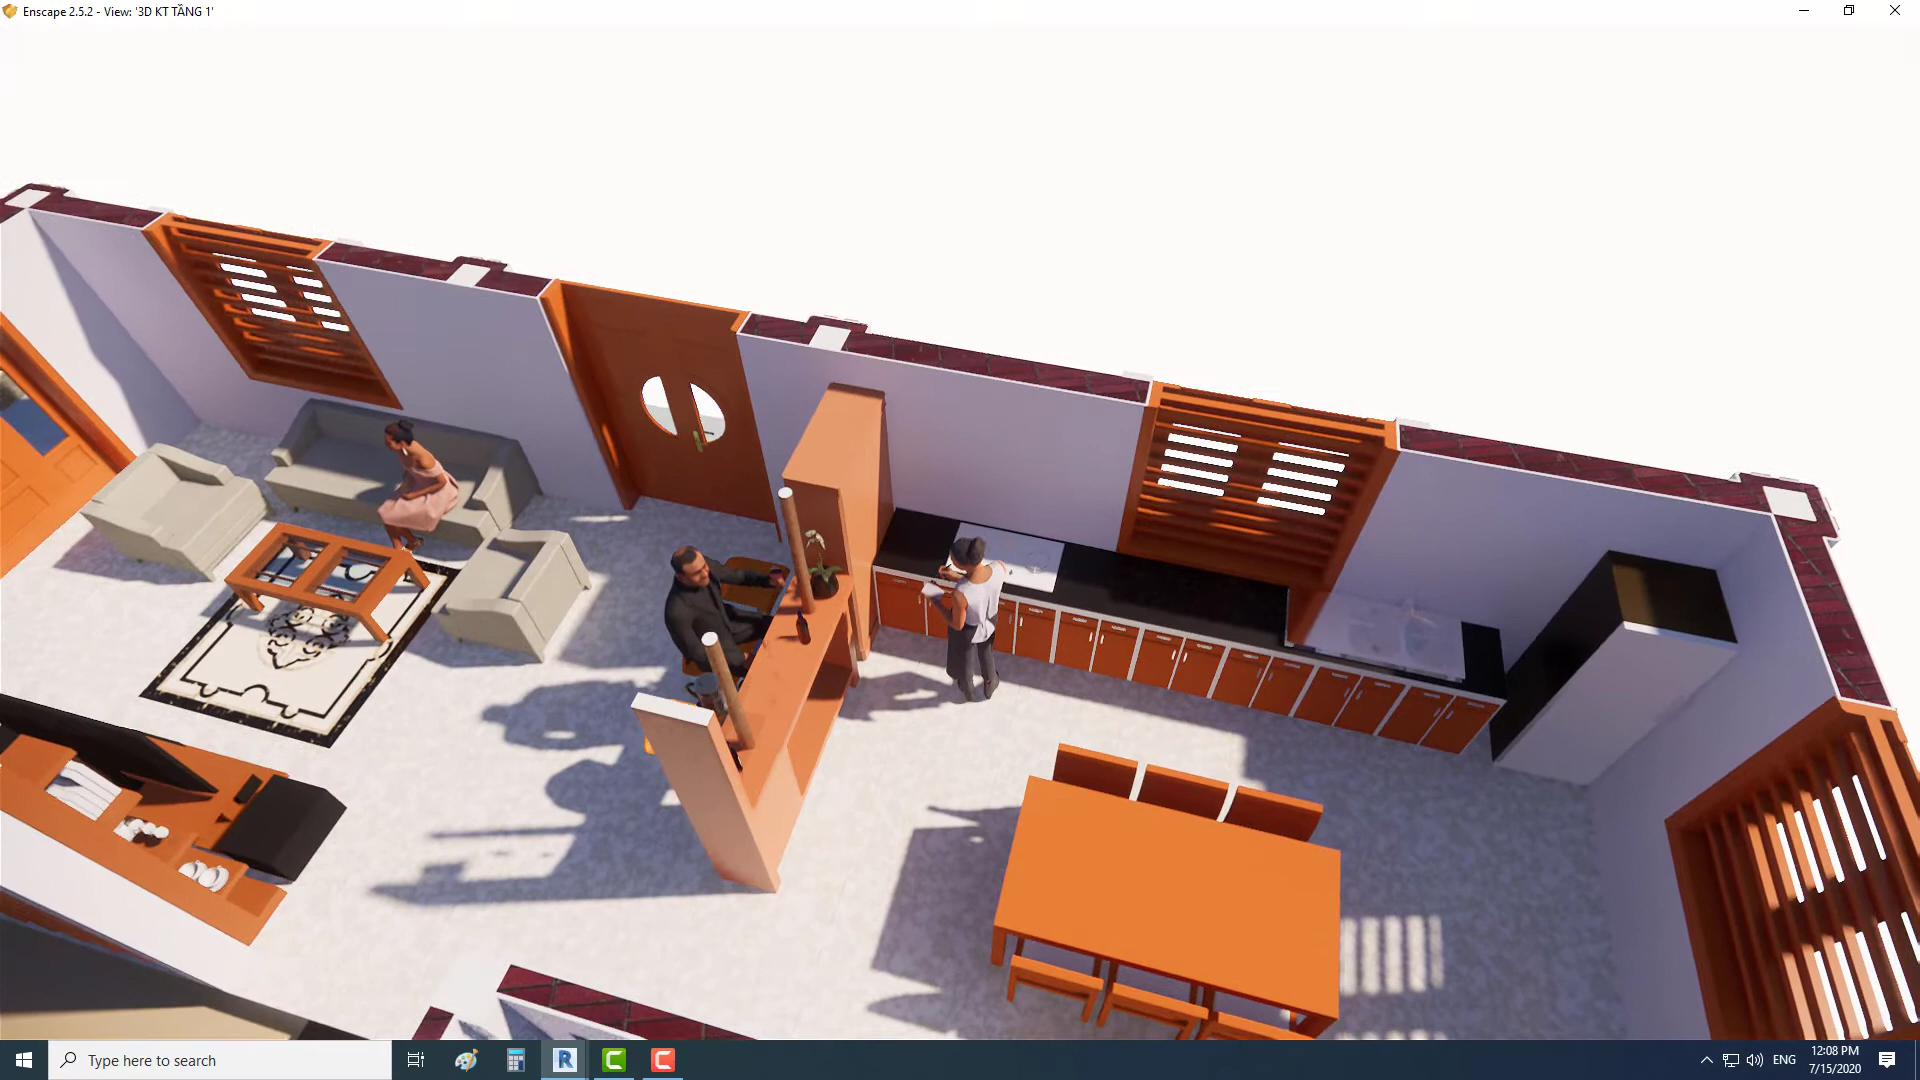 Enscape 2.5.2 - View: '3D KT TẦNG 1'
Type here to search
ENG
12:08 PM
7/15/2020